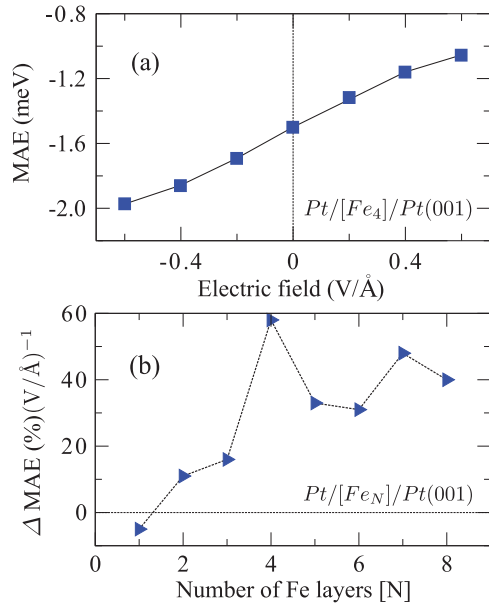 -0.8
(a)
-1.2
MAE (meV)
-1.6
-2.0
Pt/[Fe₄]/Pt(001)
-0.4 0 0.4
Electric field (V/Å)
60
(b)
40
Δ MAE (%)(V/Å)⁻¹
20
Pt/[Fe_N]/Pt(001)
0
0 2 4 6 8
Number of Fe layers [N]